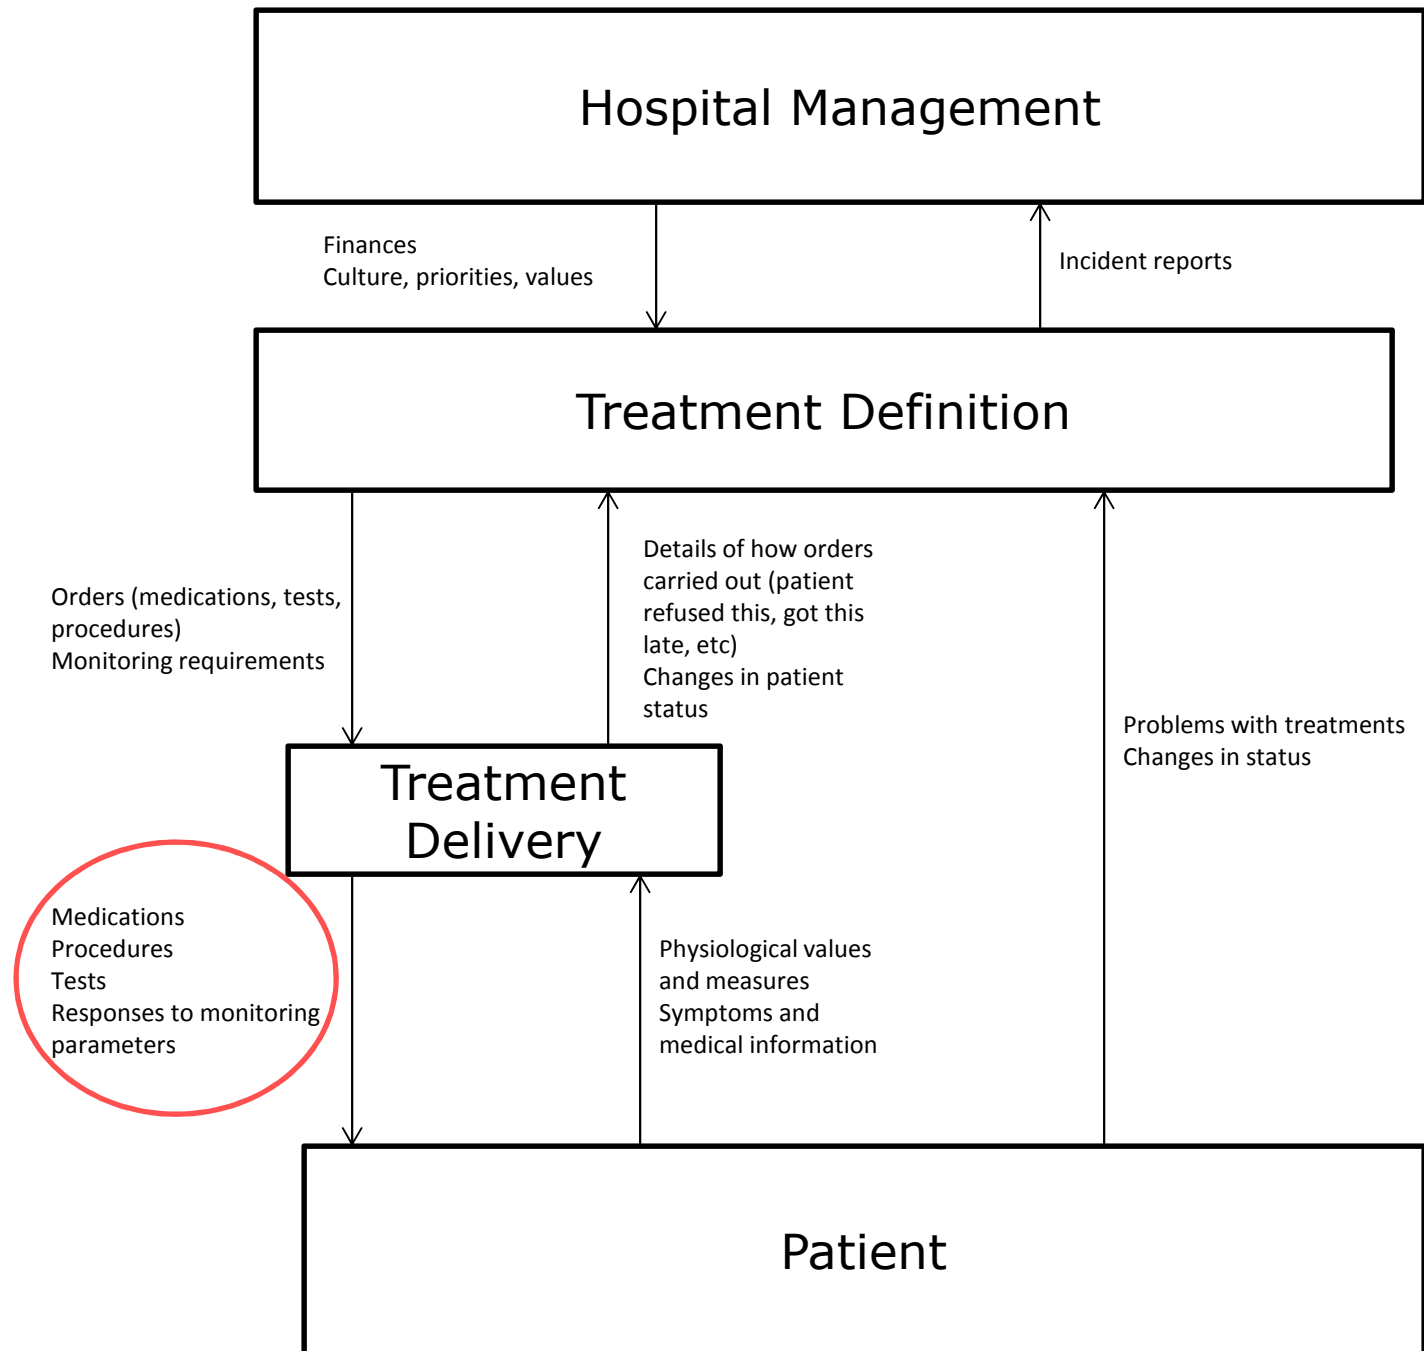 Hospital Management
Finances
Culture, priorities, values
Incident reports
Treatment Definition
Orders (medications, tests,
procedures)
Monitoring requirements
Details of how orders
carried out (patient
refused this, got this
late, etc)
Changes in patient
status
Problems with treatments
Changes in status
Treatment
Delivery
Medications
Procedures
Tests
Responses to monitoring
parameters
Physiological values
and measures
Symptoms and
medical information
Patient